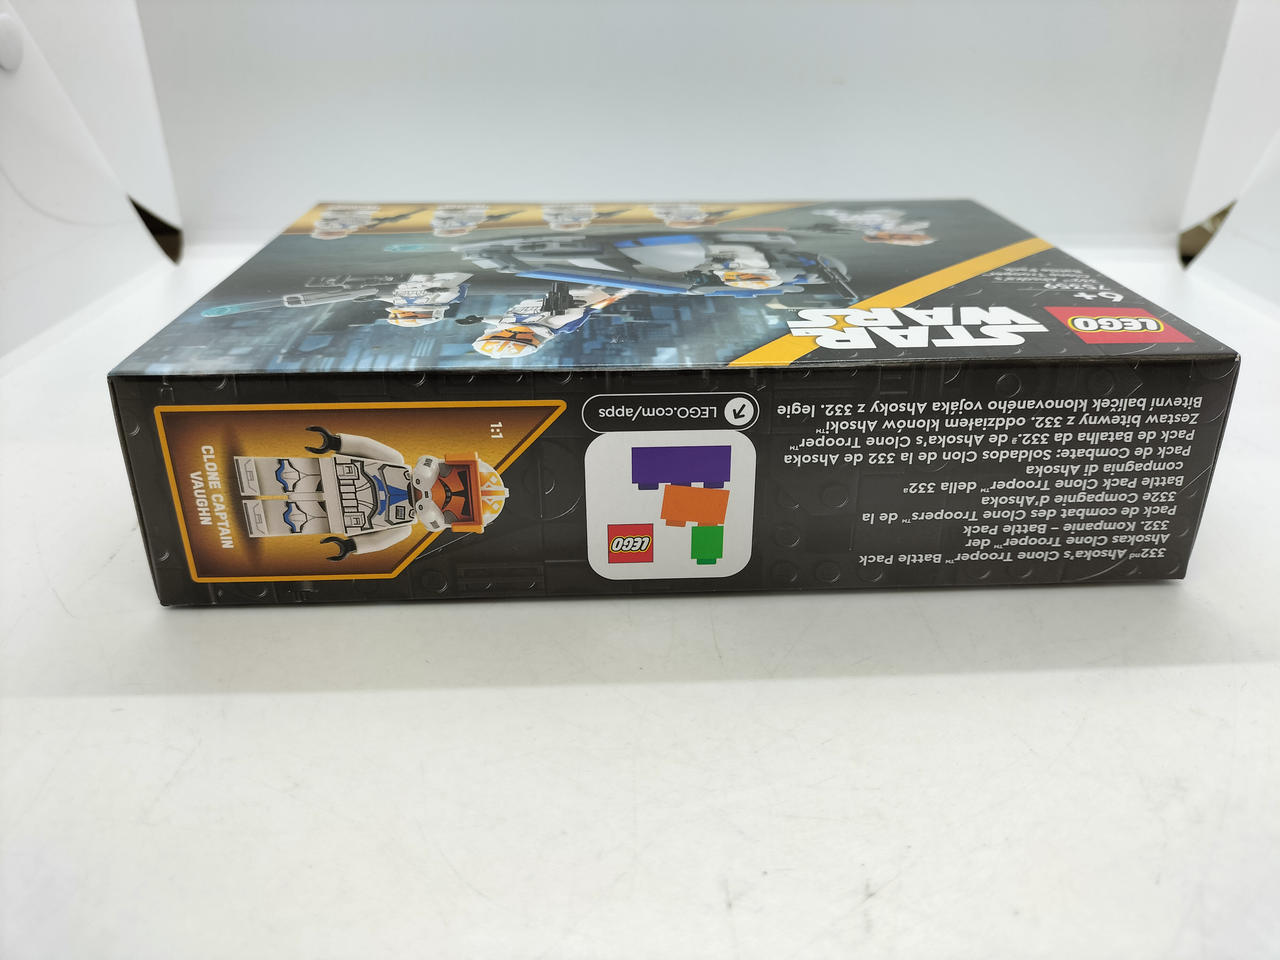 LEGO
STAR
WARS
6+
75359
332nd Ahsoka's Clone Trooper™ Battle Pack
Ahsokas Clone Trooper™ der
332. Kompanie – Battle Pack
Pack de combat des Clone Troopers™ de la
332e Compagnie d'Ahsoka
Battle Pack Clone Trooper™ della 332ª
compagnia di Ahsoka
Pack de Combate: Soldados Clon de la 332 de Ahsoka
Pack de Batalha da 332.ª de Ahsoka's Clone Trooper™
Zestaw bitewny z 332. oddziałem klonów Ahsoki™
Bitevní balíček klonovaného vojáka Ahsoky z 332. legie
LEGO
LEGO.com/apps
1:1
CLONE CAPTAIN
VAUGHN